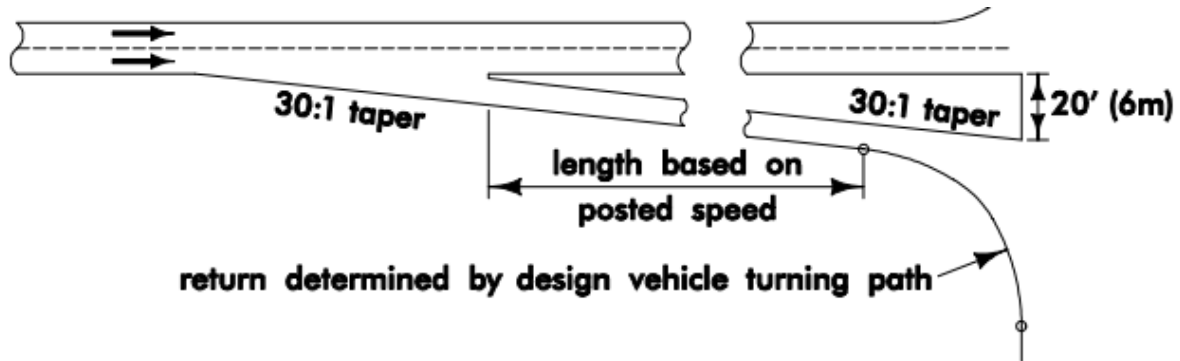 30:1 taper
30:1 taper
20' (6m)
length based on
posted speed
return determined by design vehicle turning path